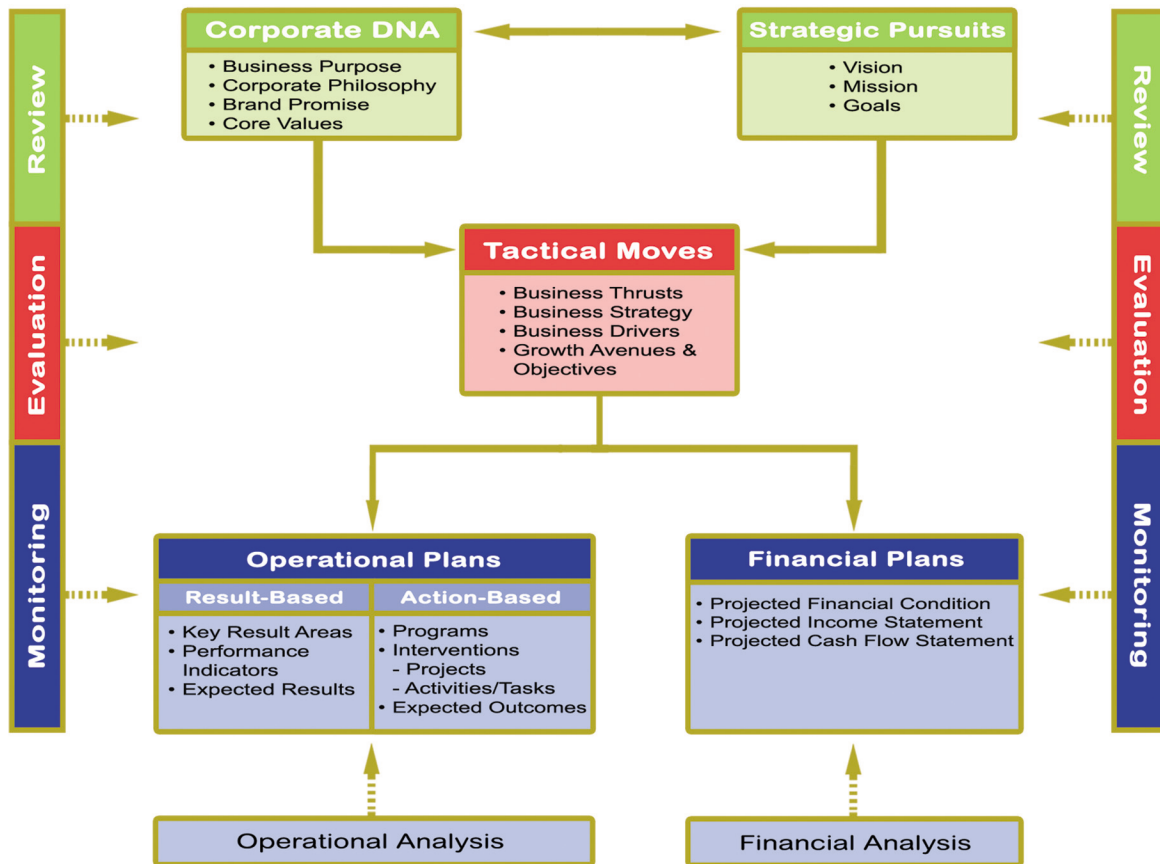 Corporate DNA
• Business Purpose
• Corporate Philosophy
• Brand Promise
• Core Values
Strategic Pursuits
• Vision
• Mission
• Goals
Review
Evaluation
Monitoring
Review
Evaluation
Monitoring
Tactical Moves
• Business Thrusts
• Business Strategy
• Business Drivers
• Growth Avenues &
Objectives
Operational Plans
Result-Based
• Key Result Areas
• Performance
Indicators
• Expected Results
Action-Based
• Programs
• Interventions
- Projects
- Activities/Tasks
• Expected Outcomes
Financial Plans
• Projected Financial Condition
• Projected Income Statement
• Projected Cash Flow Statement
Operational Analysis
Financial Analysis